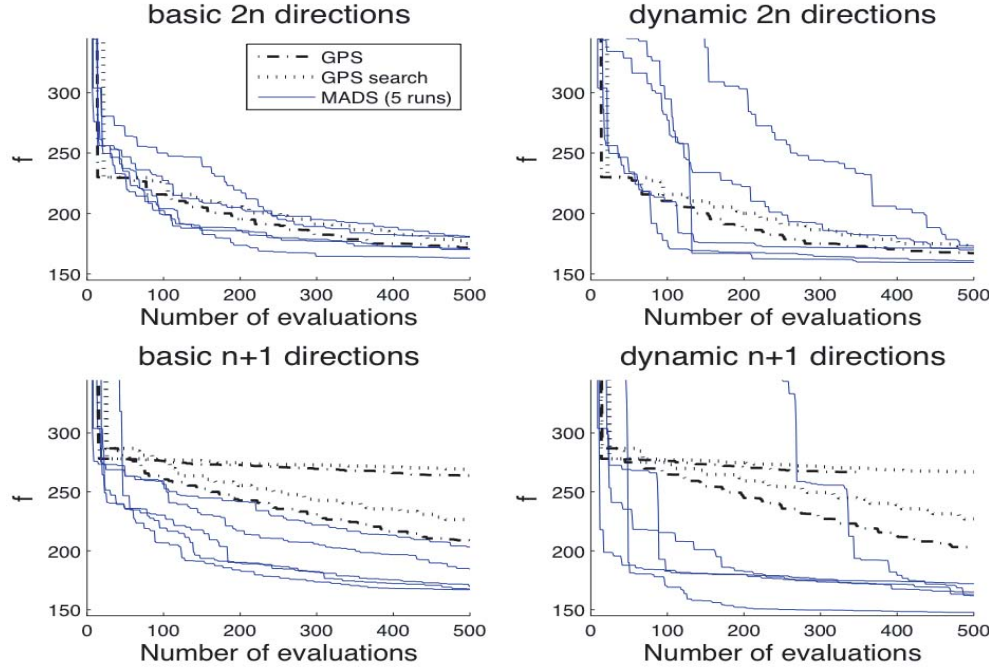 basic 2n directions
GPS
GPS search
MADS (5 runs)
300
250
200
150
f
0 100 200 300 400 500
Number of evaluations
dynamic 2n directions
300
250
200
150
f
0 100 200 300 400 500
Number of evaluations
basic n+1 directions
300
250
200
150
f
0 100 200 300 400 500
Number of evaluations
dynamic n+1 directions
300
250
200
150
f
0 100 200 300 400 500
Number of evaluations